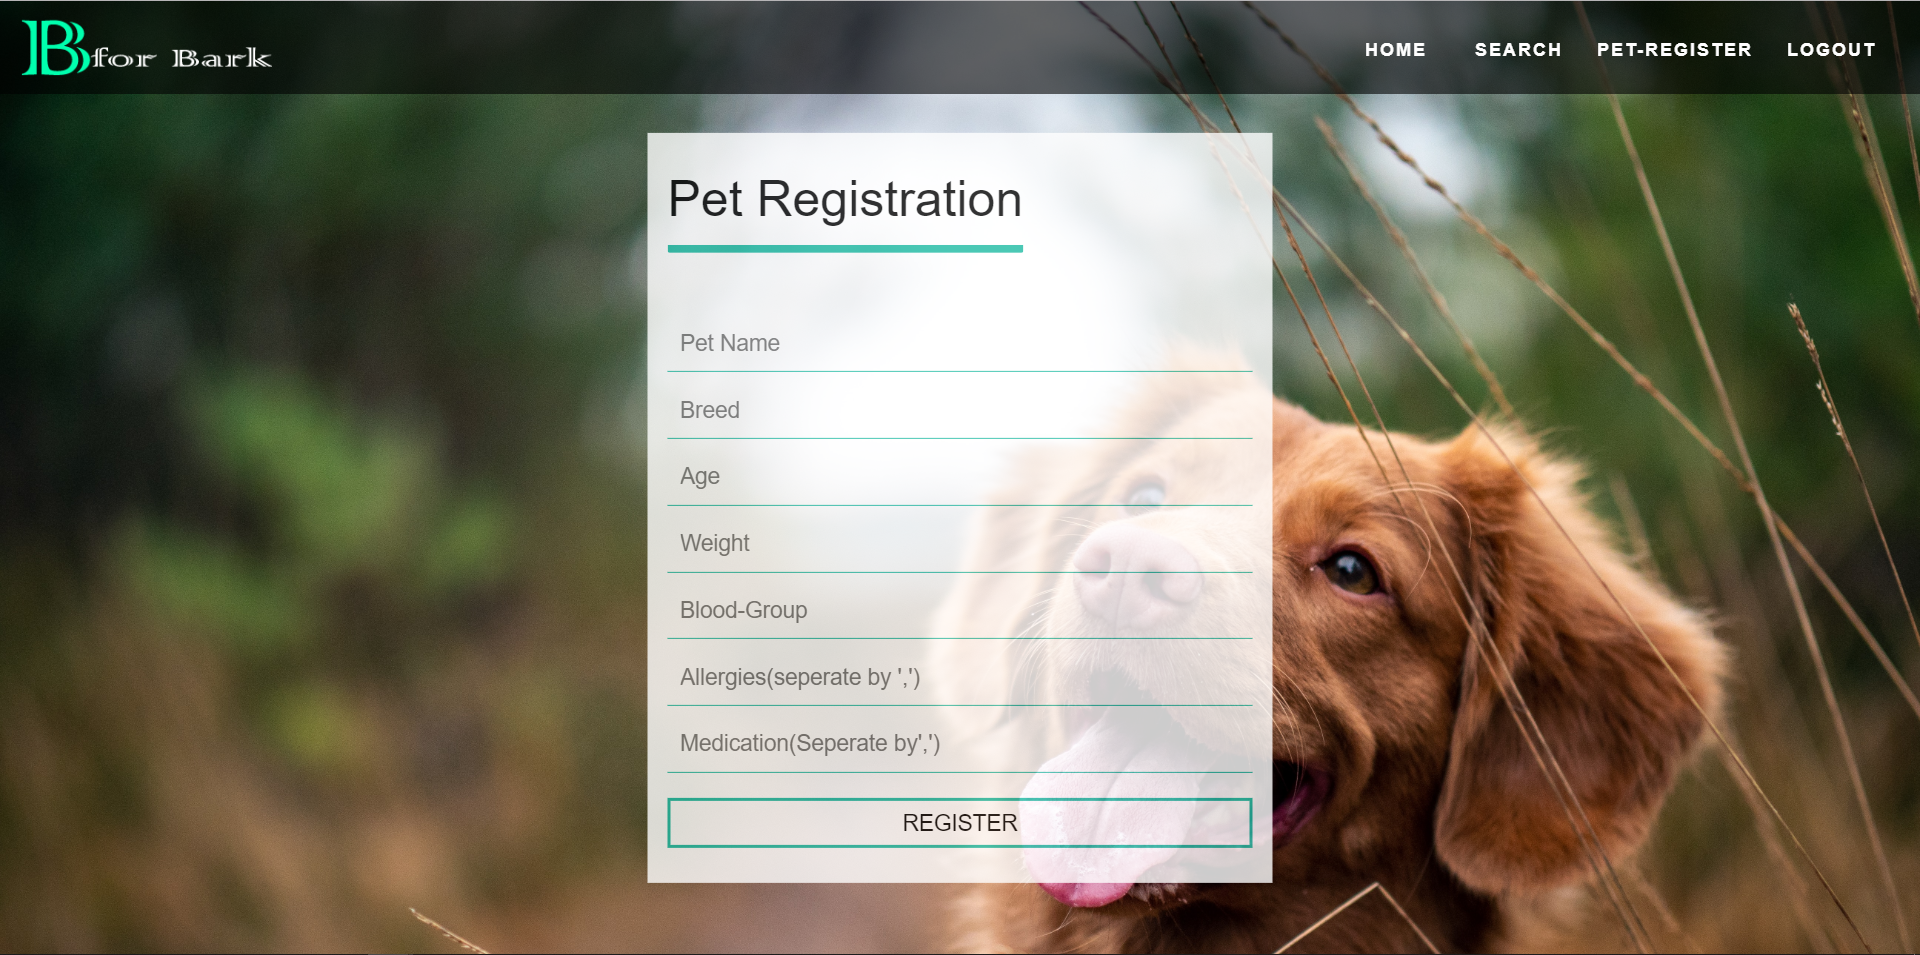 B for Bark
HOME SEARCH PET-REGISTER LOGOUT
Pet Registration
Pet Name
Breed
Age
Weight
Blood-Group
Allergies(seperate by ',')
Medication(Seperate by',')
REGISTER